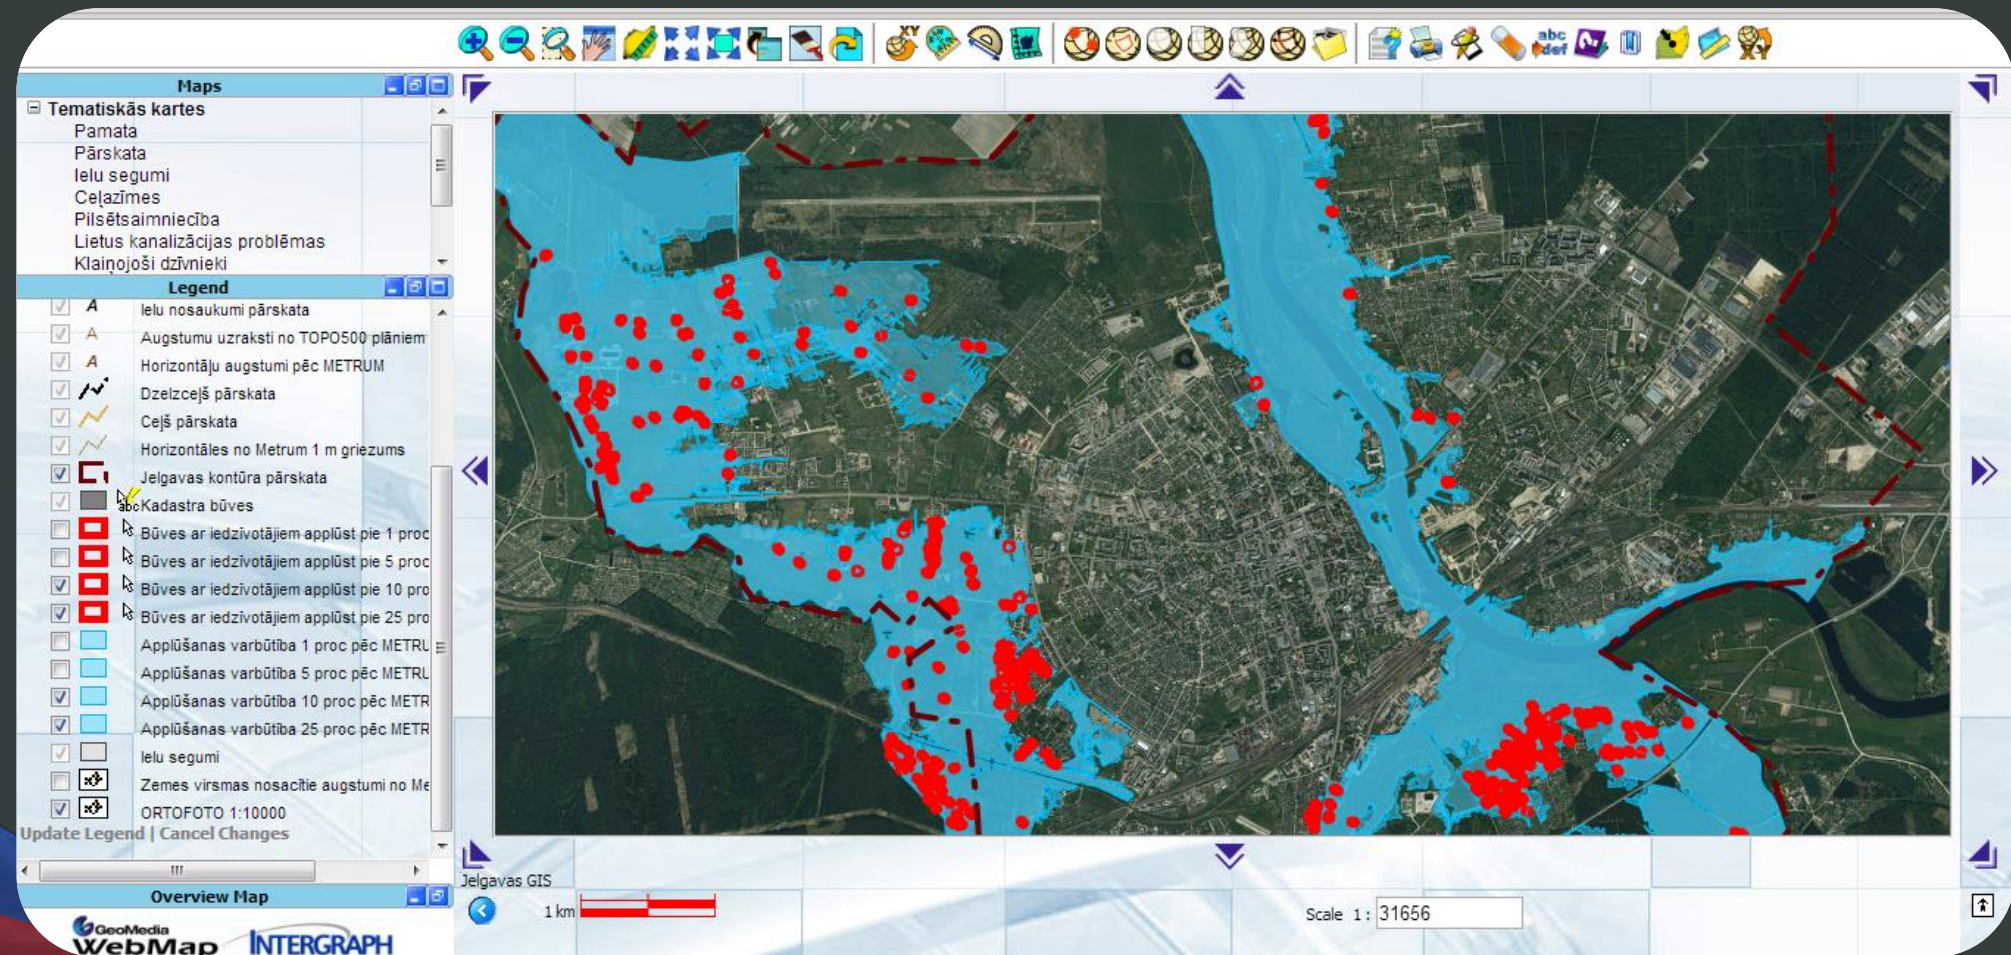 XY
abc
def
XY
Maps
Tematiskās kartes
Pamata
Pārskata
Ielu segumi
Ceļazīmes
Pilsētsaimniecība
Lietus kanalizācijas problēmas
Klaiņojoši dzīvnieki
Legend
A Ielu nosaukumi pārskata
A Augstumu uzraksti no TOPO500 plāniem
A Horizontāļu augstumi pēc METRUM
Dzelzceļš pārskata
Ceļš pārskata
Horizontāles no Metrum 1 m griezums
Jelgavas kontūra pārskata
abc Kadastra būves
Būves ar iedzīvotājiem applūst pie 1 proc
Būves ar iedzīvotājiem applūst pie 5 proc
Būves ar iedzīvotājiem applūst pie 10 pro
Būves ar iedzīvotājiem applūst pie 25 pro
Applūšanas varbūtība 1 proc pēc METRU
Applūšanas varbūtība 5 proc pēc METRU
Applūšanas varbūtība 10 proc pēc METR
Applūšanas varbūtība 25 proc pēc METR
Ielu segumi
Zemes virsmas nosacītie augstumi no Me
ORTOFOTO 1:10000
Update Legend | Cancel Changes
Overview Map
GeoMedia
WebMap INTERGRAPH
Jelgavas GIS
1 km
Scale 1: 31656